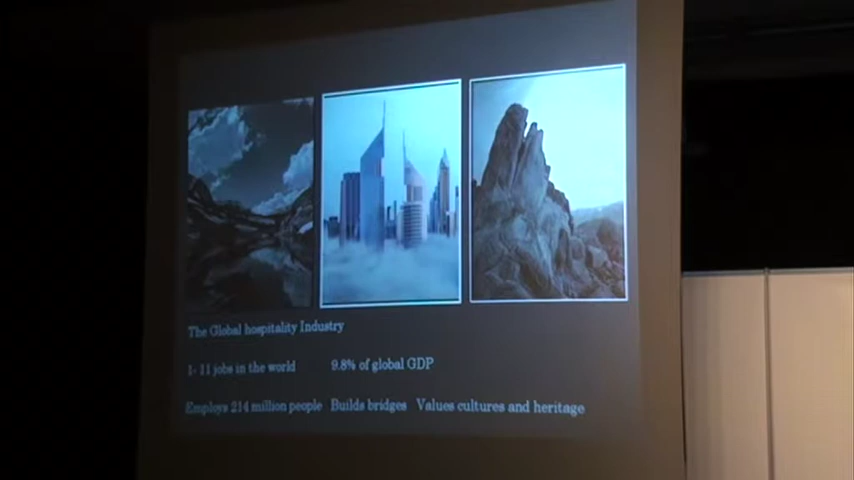 The Global hospitality Industry
1- 11 jobs in the world 9.8% of global GDP
Employs 214 million people Builds bridges Values cultures and heritage